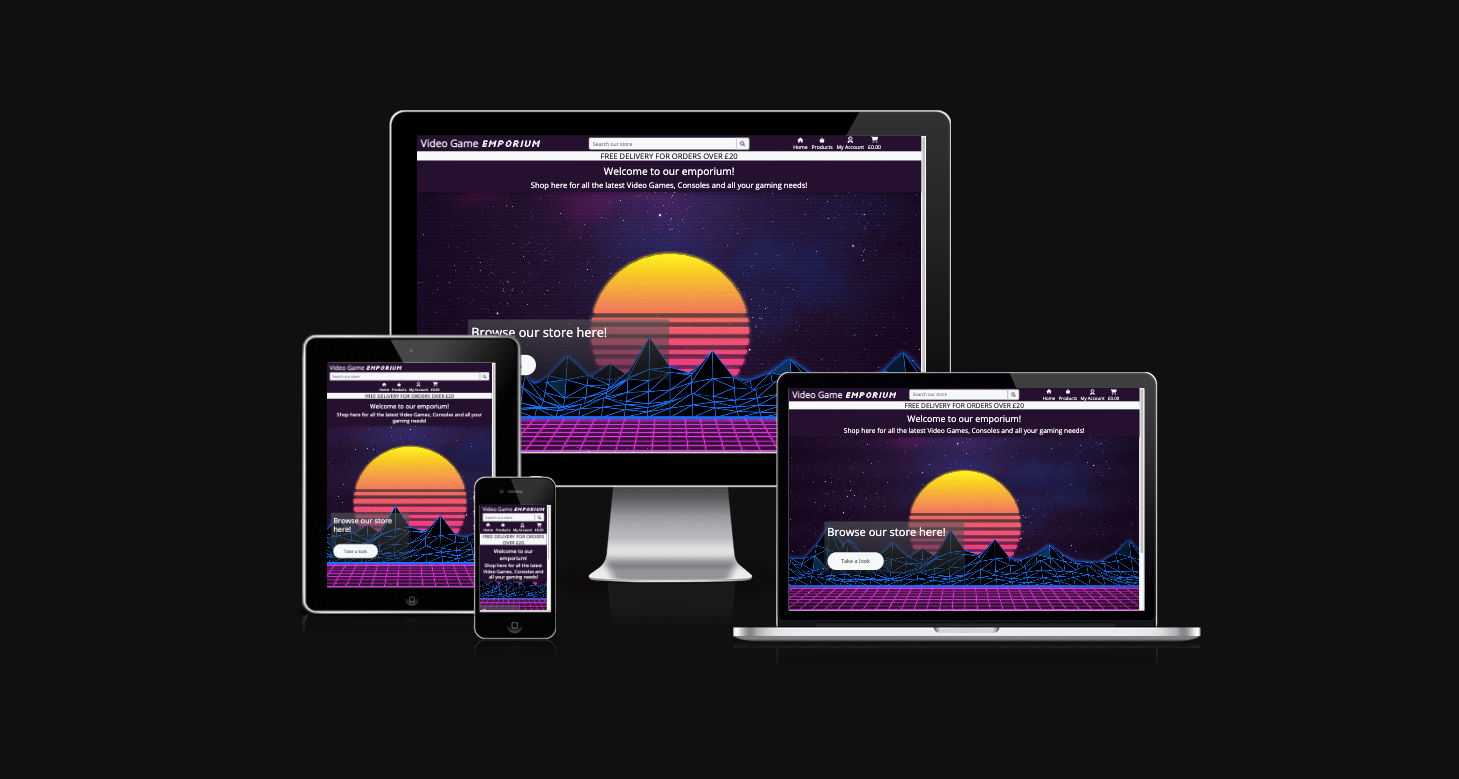 Video Game EMPORIUM
Search our store
Home Products My Account £0.00
FREE DELIVERY FOR ORDERS OVER £20
Welcome to our emporium!
Shop here for all the latest Video Games, Consoles and all your gaming needs!
Browse our store here!
Video Game EMPORIUM
Search our store
Home Products My Account £0.00
FREE DELIVERY FOR ORDERS OVER £20
Welcome to our emporium!
Shop here for all the latest Video Games, Consoles and all your
gaming needs!
Browse our store
here!
Take a look
Video Game EMPORIUM
Search our store
Home Products My Account £0.00
FREE DELIVERY FOR ORDERS
OVER £20
Welcome to our
emporium!
Shop here for all the latest
Video Games, Consoles and
all your gaming needs!
Video Game EMPORIUM
Search our store
Home Products My Account £0.00
FREE DELIVERY FOR ORDERS OVER £20
Welcome to our emporium!
Shop here for all the latest Video Games, Consoles and all your gaming needs!
Browse our store here!
Take a look